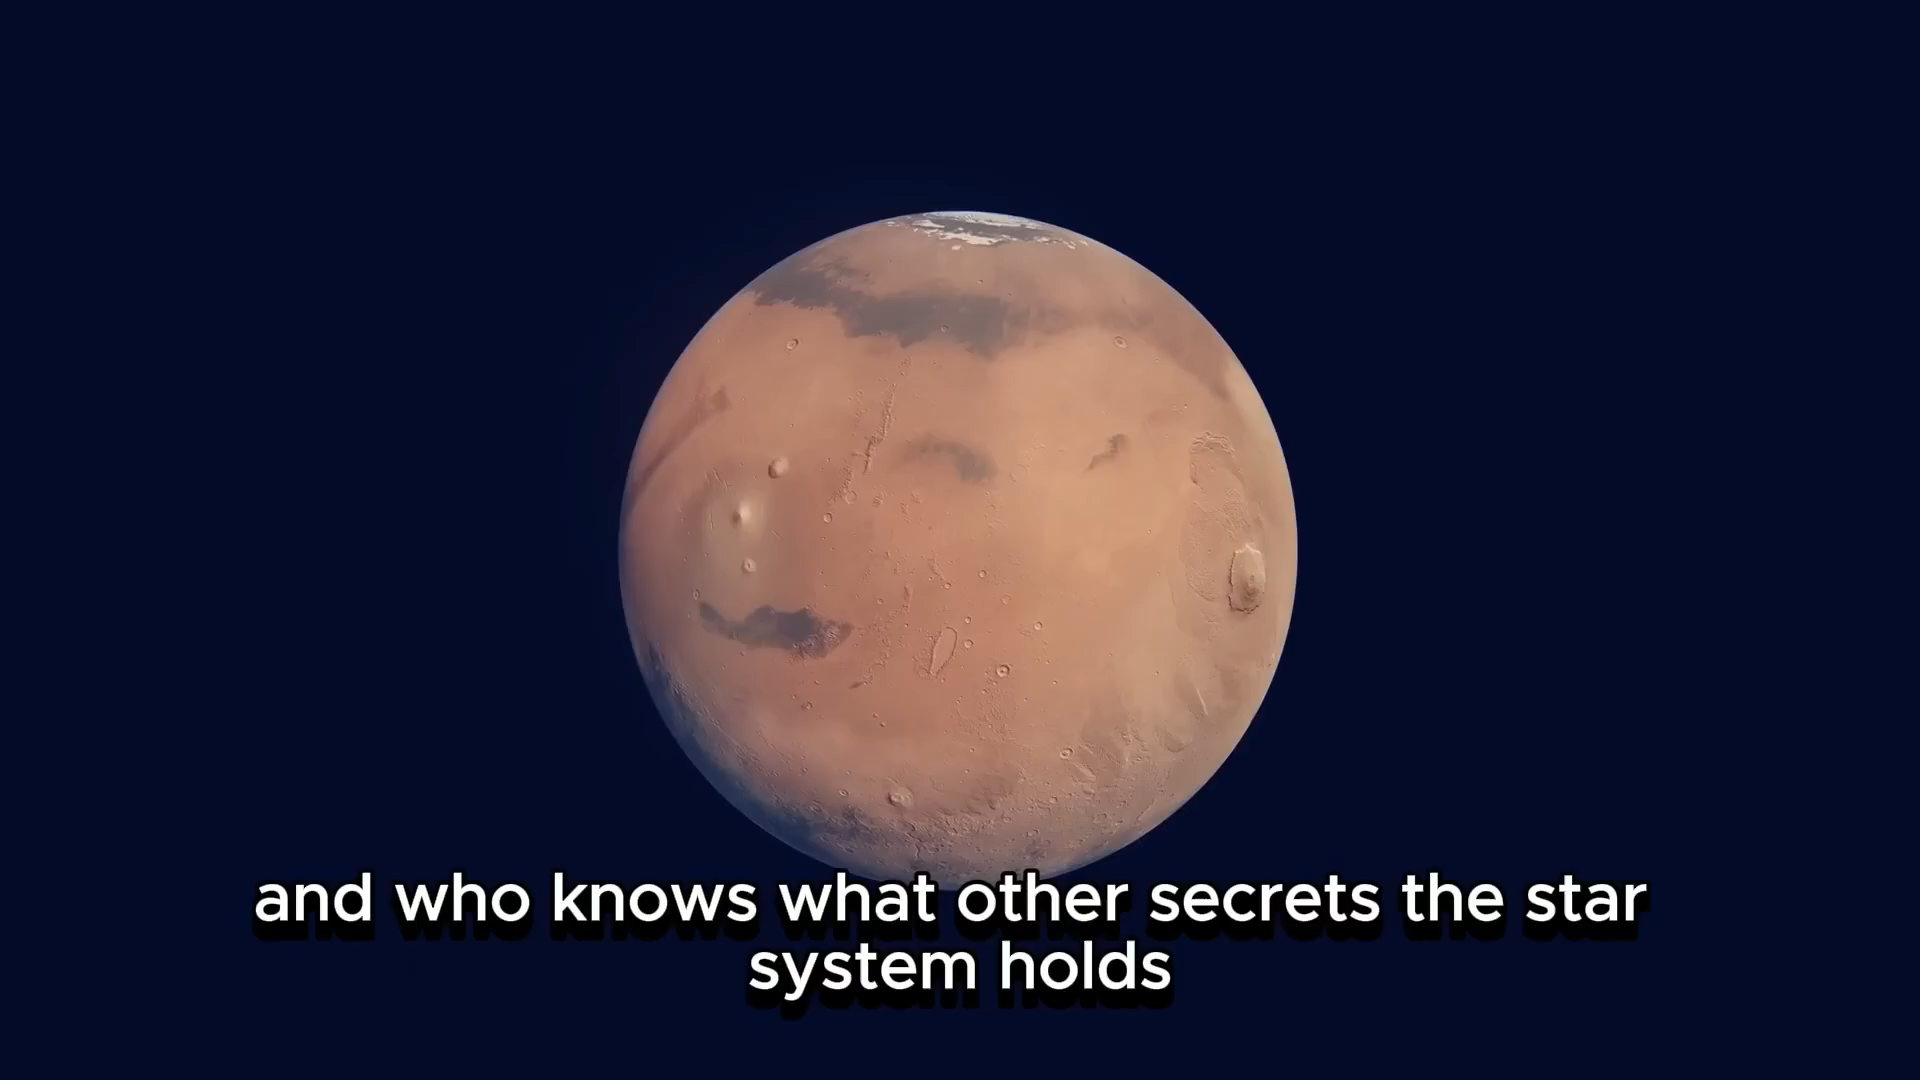 and who knows what other secrets the star
system holds